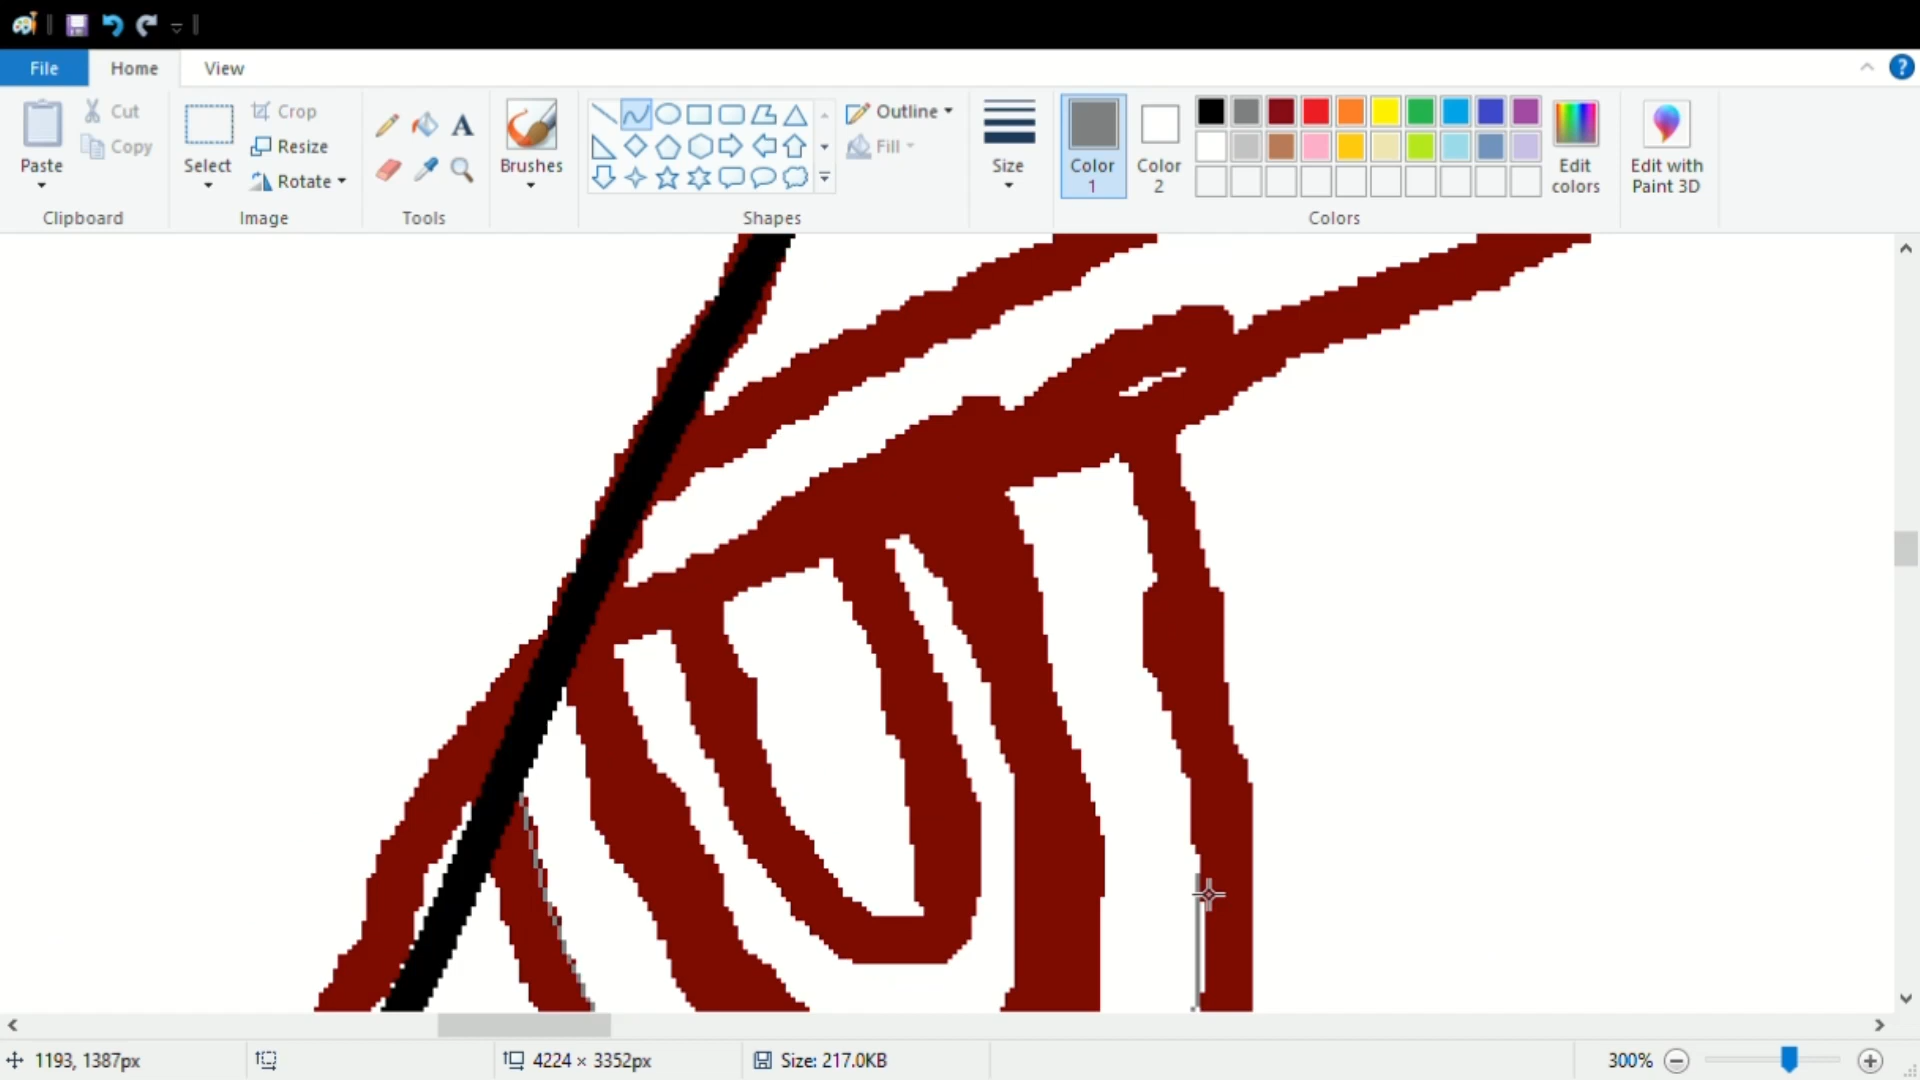 File Home View
Paste Cut Copy
Clipboard
Select Crop Resize Rotate
Image
A
Tools
Brushes
Outline Fill
Shapes
Size
Color 1 Color 2
Edit colors
Colors
Edit with Paint 3D
?
1193, 1387px 4224 × 3352px Size: 217.0KB 300%